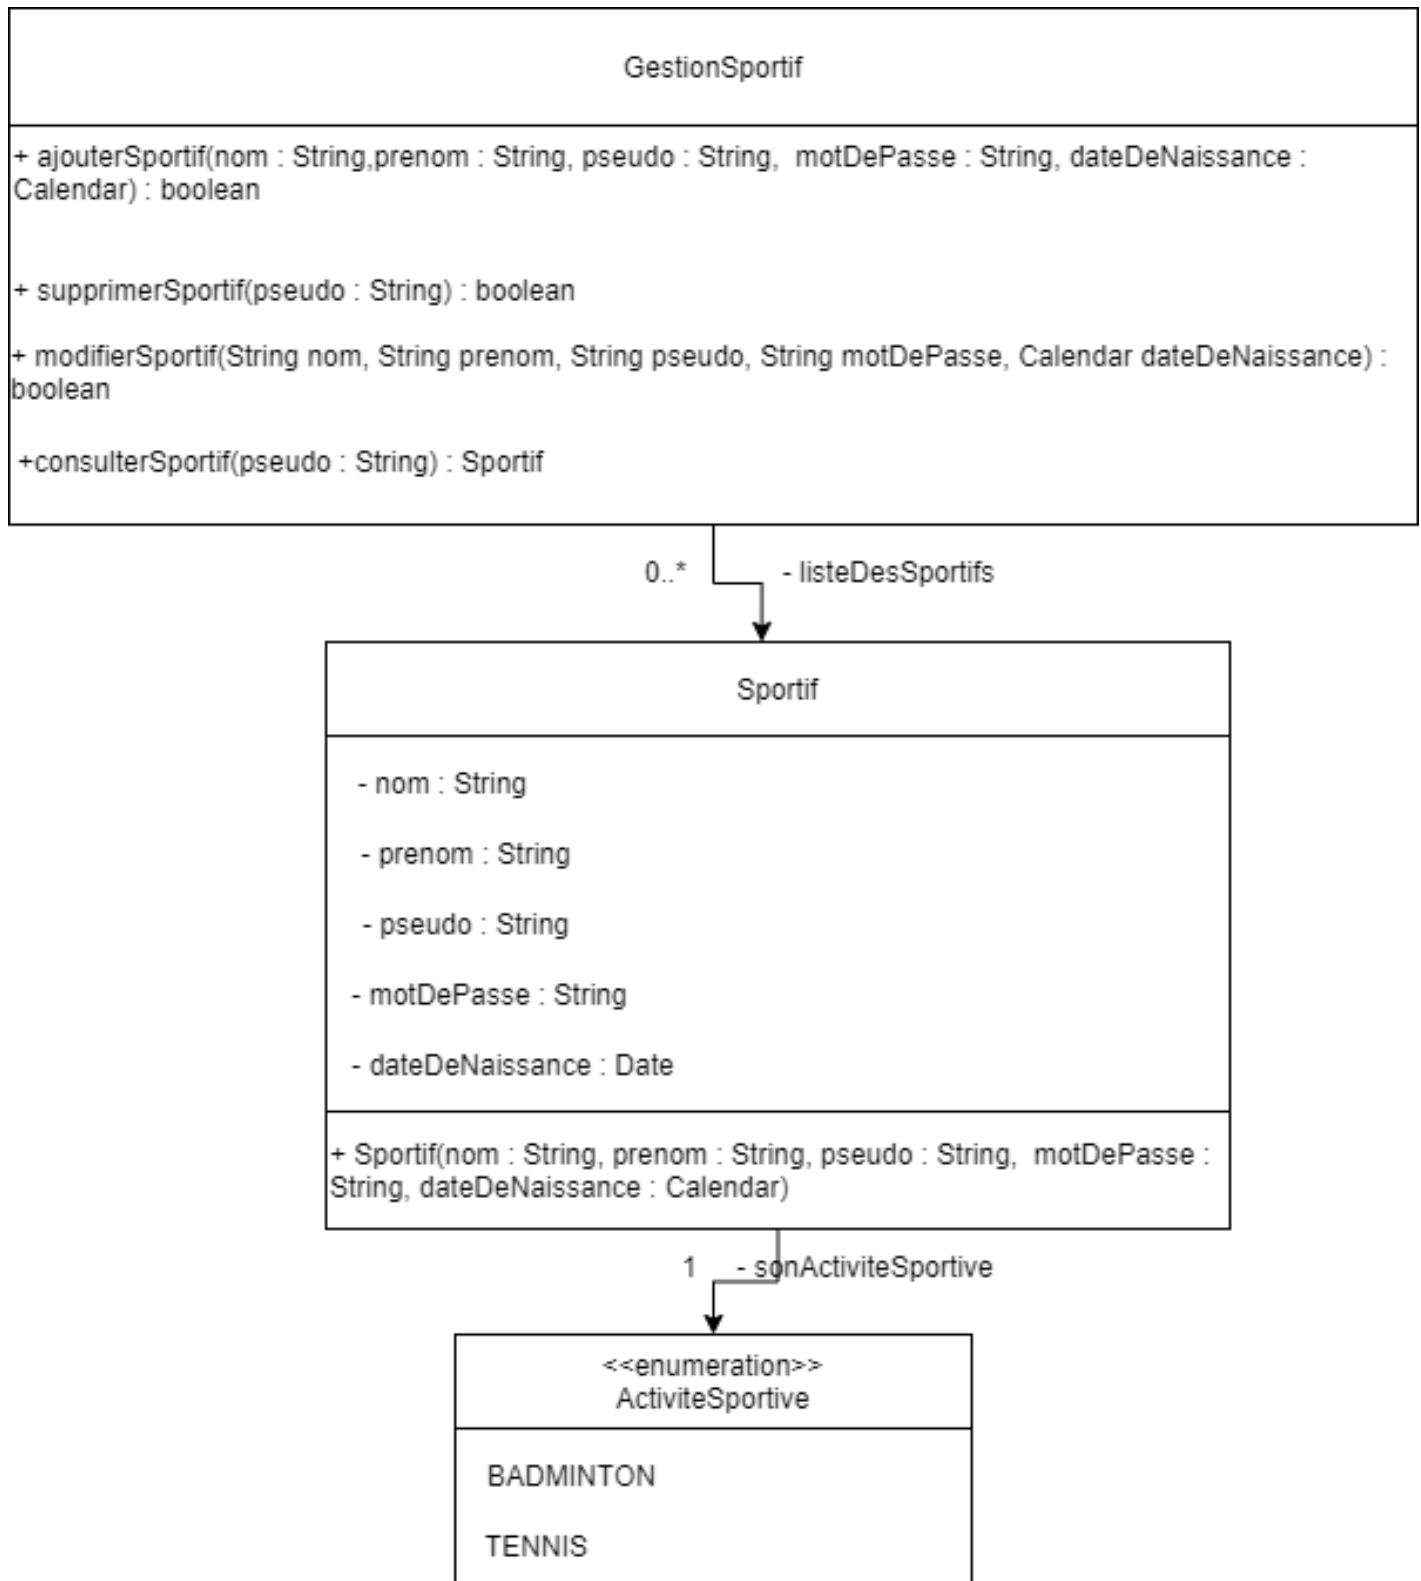 GestionSportif
+ ajouterSportif(nom : String,prenom : String, pseudo : String,  motDePasse : String, dateDeNaissance :
Calendar) : boolean
+ supprimerSportif(pseudo : String) : boolean
+ modifierSportif(String nom, String prenom, String pseudo, String motDePasse, Calendar dateDeNaissance) :
boolean
+consulterSportif(pseudo : String) : Sportif
0..* - listeDesSportifs
Sportif
- nom : String
- prenom : String
- pseudo : String
- motDePasse : String
- dateDeNaissance : Date
+ Sportif(nom : String, prenom : String, pseudo : String,  motDePasse :
String, dateDeNaissance : Calendar)
1 - sonActiviteSportive
<<enumeration>>
ActiviteSportive
BADMINTON
TENNIS